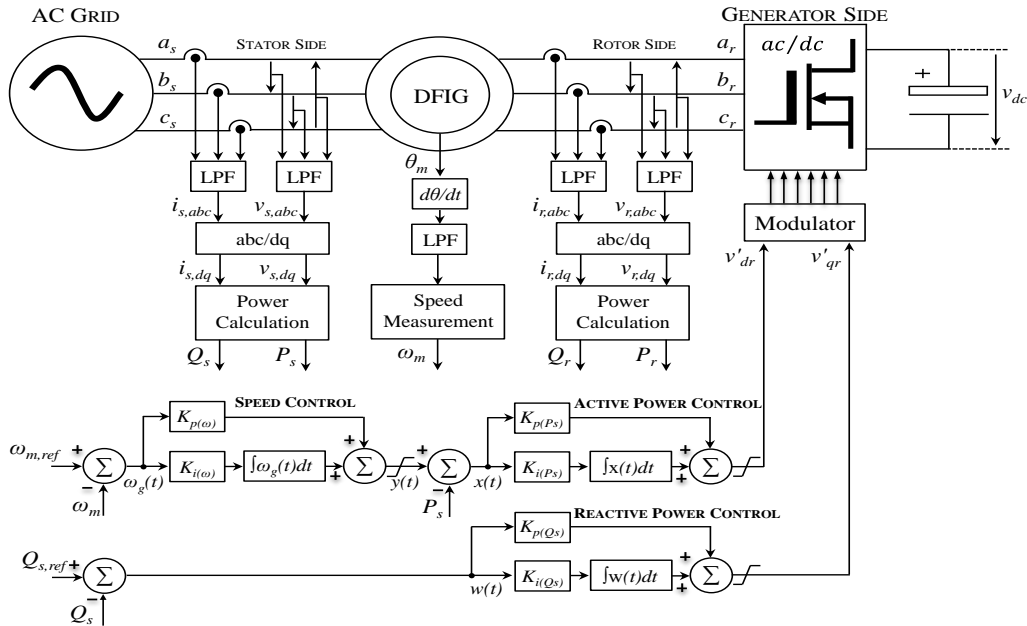 AC GRID
GENERATOR SIDE
a_s
STATOR SIDE
ROTOR SIDE
a_r
ac/dc
b_s
DFIG
b_r
+
v_dc
c_s
c_r
θ_m
LPF
LPF
dθ/dt
LPF
LPF
i_s,abc
v_s,abc
i_r,abc
v_r,abc
Modulator
abc/dq
LPF
abc/dq
v'_dr
v'_qr
i_s,dq
v_s,dq
i_r,dq
v_r,dq
Power Calculation
Speed Measurement
Power Calculation
Q_s
P_s
ω_m
Q_r
P_r
SPEED CONTROL
ACTIVE POWER CONTROL
K_p(ω)
K_p(Ps)
ω_m,ref
+
Σ
−
ω_g(t)
K_i(ω)
∫ω_g(t)dt
+
+
Σ
y(t)
+
Σ
−
x(t)
K_i(Ps)
∫x(t)dt
+
+
Σ
ω_m
P_s
REACTIVE POWER CONTROL
K_p(Qs)
Q_s,ref
+
Σ
−
w(t)
K_i(Qs)
∫w(t)dt
+
+
Σ
Q_s